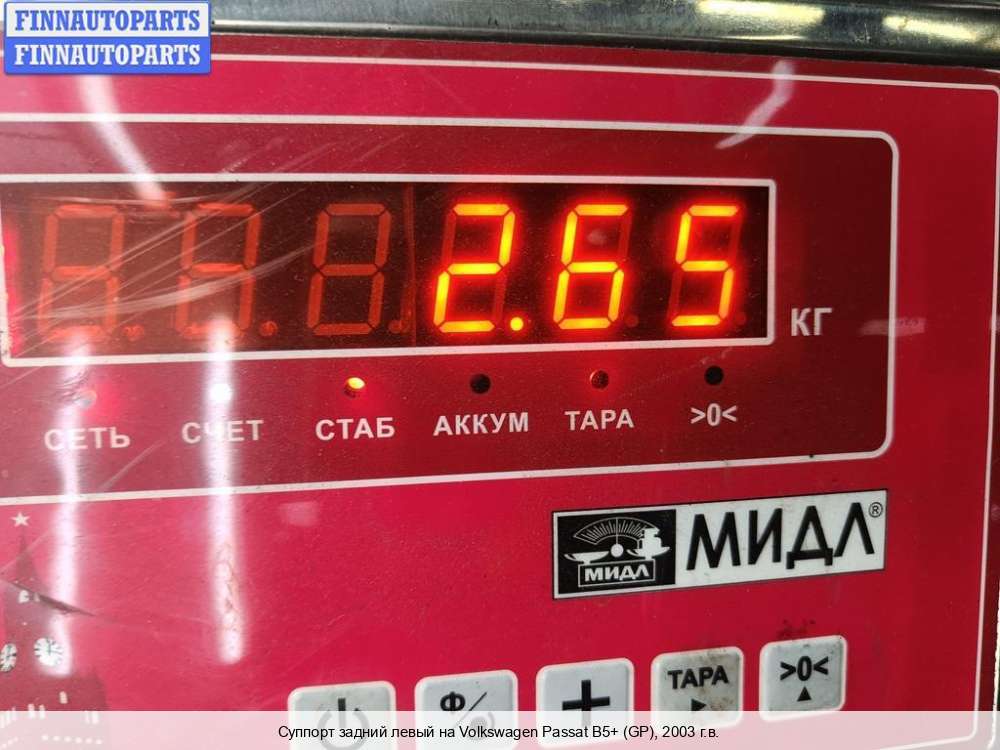 FINNAUTOPARTS
FINNAUTOPARTS
2.65
КГ
СЕТЬ СЧЕТ СТАБ АККУМ ТАРА >0<
МИДЛ МИДЛ®
Ф/ + ТАРА >0<
Суппорт задний левый на Volkswagen Passat B5+ (GP), 2003 г.в.